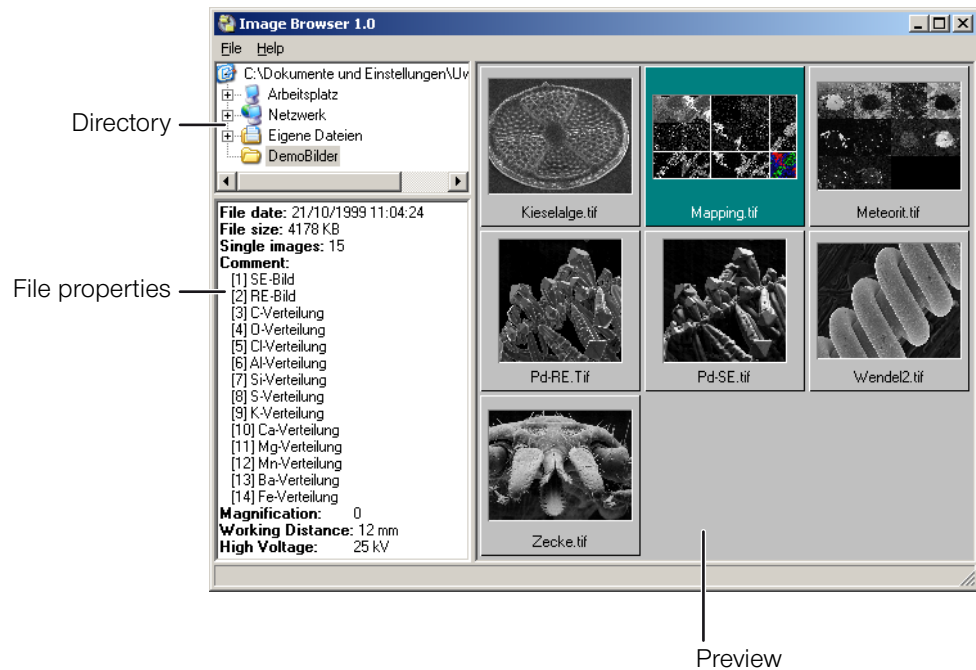 Image Browser 1.0
File Help
C:\Dokumente und Einstellungen\Uw
Arbeitsplatz
Netzwerk
Eigene Dateien
DemoBilder
Directory
File date: 21/10/1999 11:04:24
File size: 4178 KB
Single images: 15
Comment:
[1] SE-Bild
[2] RE-Bild
[3] C-Verteilung
[4] O-Verteilung
[5] Cl-Verteilung
[6] Al-Verteilung
[7] Si-Verteilung
[8] S-Verteilung
[9] K-Verteilung
[10] Ca-Verteilung
[11] Mg-Verteilung
[12] Mn-Verteilung
[13] Ba-Verteilung
[14] Fe-Verteilung
Magnification: 0
Working Distance: 12 mm
High Voltage: 25 kV
File properties
Kieselalge.tif
Mapping.tif
Meteorit.tif
Pd-RE.Tif
Pd-SE.tif
Wendel2.tif
Zecke.tif
Preview